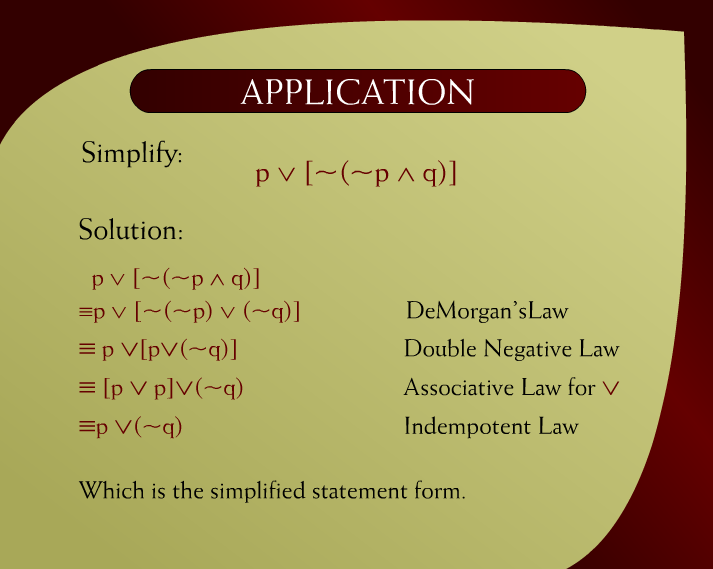 APPLICATION
Simplify:
p ∨ [~(~p ∧ q)]
Solution:
p ∨ [~(~p ∧ q)]
≡p ∨ [~(~p) ∨ (~q)] DeMorgan'sLaw
≡ p ∨[p∨(~q)] Double Negative Law
≡ [p ∨ p]∨(~q) Associative Law for ∨
≡p ∨(~q) Indempotent Law
Which is the simplified statement form.